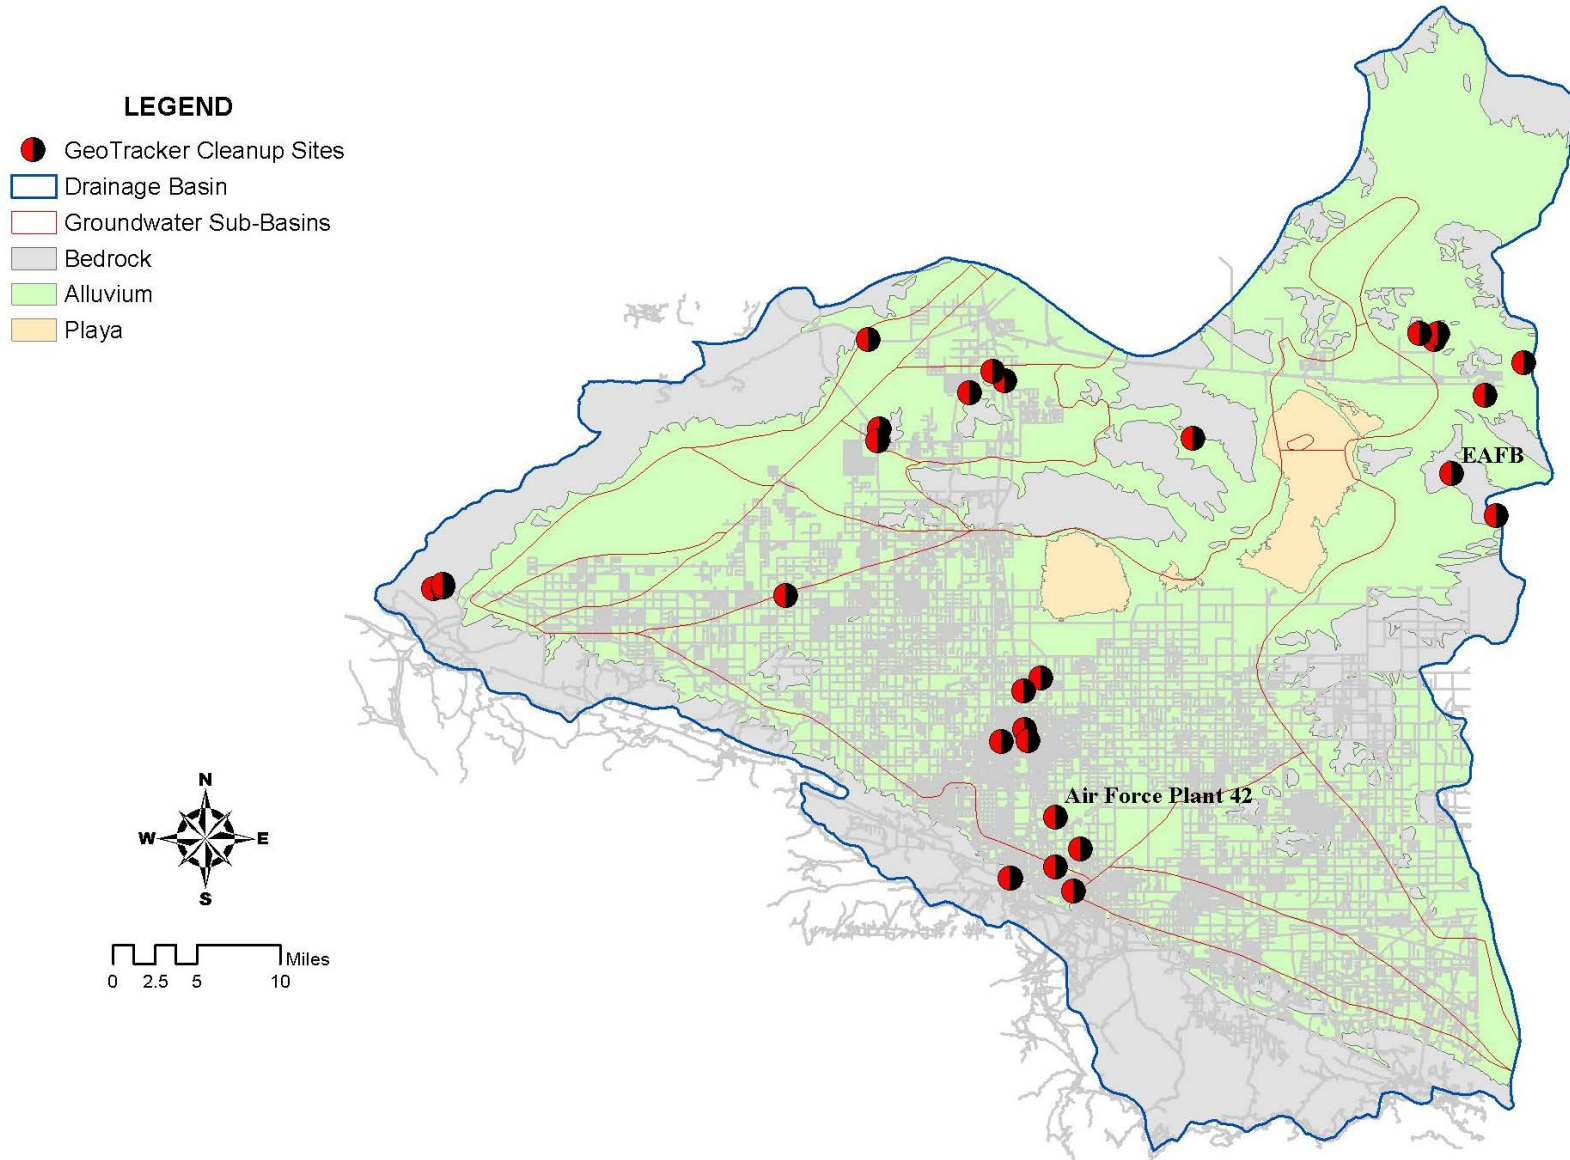 LEGEND
GeoTracker Cleanup Sites
Drainage Basin
Groundwater Sub-Basins
Bedrock
Alluvium
Playa
EAFB
Air Force Plant 42
N
W E
S
Miles
0 2.5 5 10